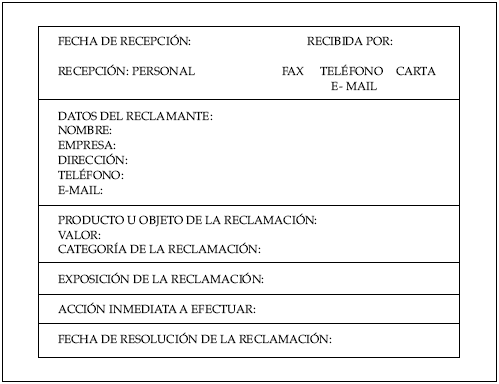 FECHA DE RECEPCIÓN: RECIBIDA POR:
RECEPCIÓN: PERSONAL FAX TELÉFONO CARTA
E- MAIL
DATOS DEL RECLAMANTE:
NOMBRE:
EMPRESA:
DIRECCIÓN:
TELÉFONO:
E-MAIL:
PRODUCTO U OBJETO DE LA RECLAMACIÓN:
VALOR:
CATEGORÍA DE LA RECLAMACIÓN:
EXPOSICIÓN DE LA RECLAMACIÓN:
ACCIÓN INMEDIATA A EFECTUAR:
FECHA DE RESOLUCIÓN DE LA RECLAMACIÓN: